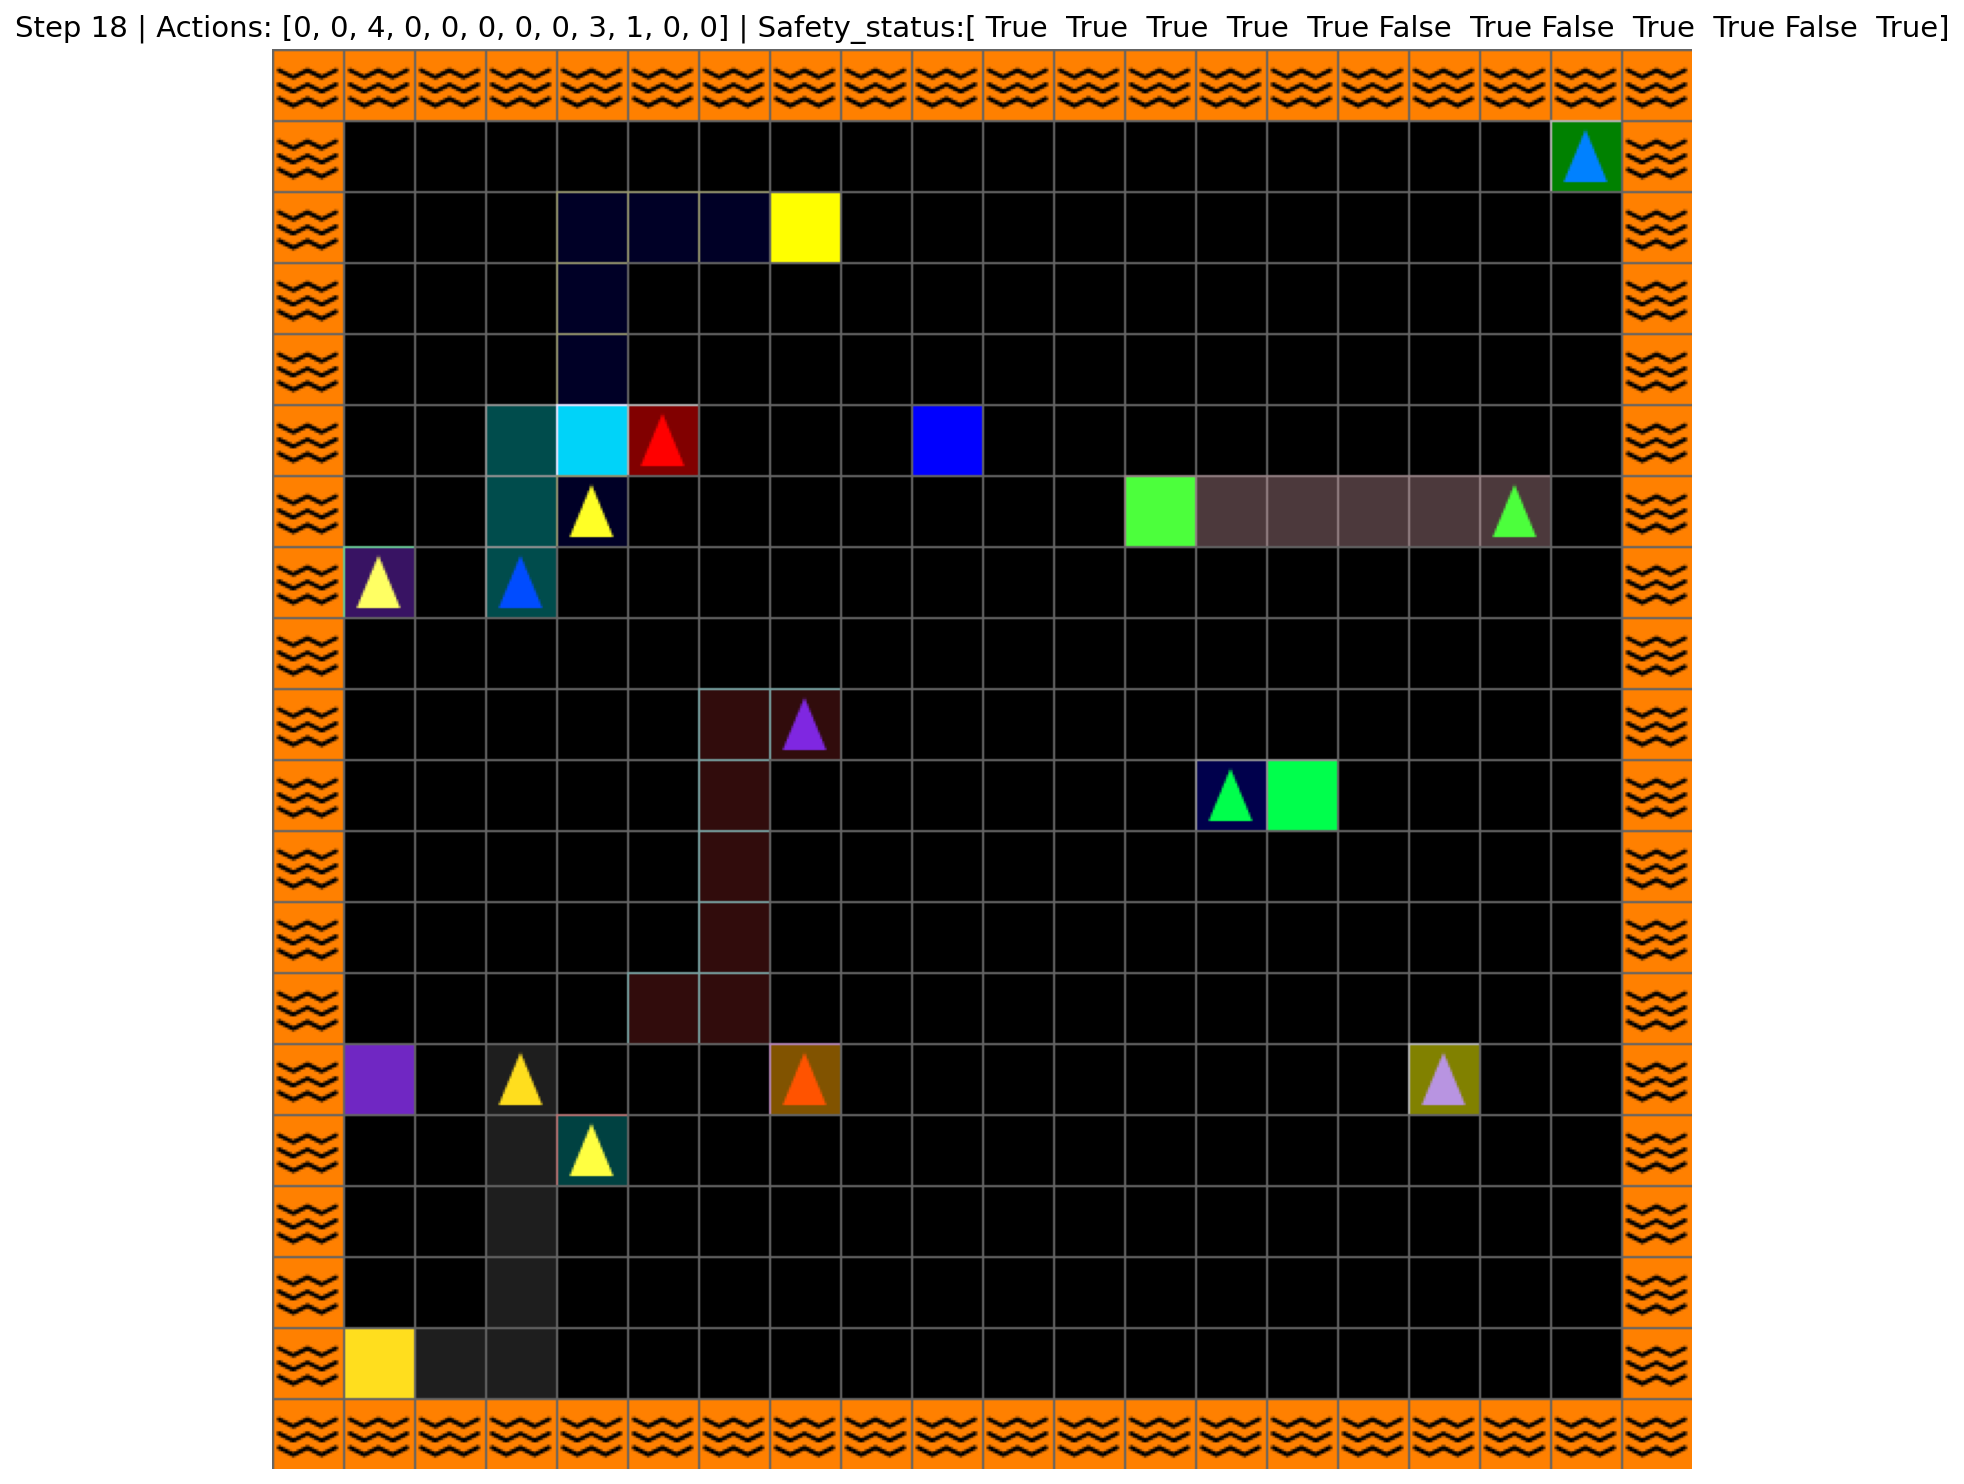 Step 18 | Actions: [0, 0, 4, 0, 0, 0, 0, 0, 3, 1, 0, 0] | Safety_status:[ True  True  True  True  True False  True False  True  True False  True]